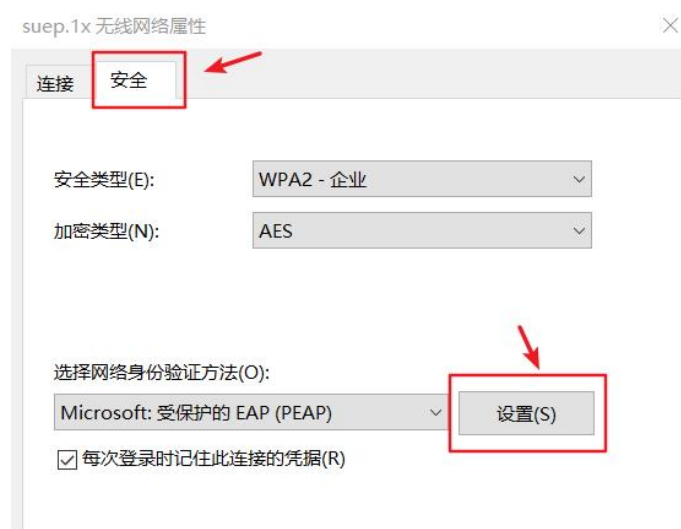 suep.1x 无线网络属性
连接 安全
安全类型(E): WPA2 - 企业
加密类型(N): AES
选择网络身份验证方法(O):
Microsoft: 受保护的 EAP (PEAP) 设置(S)
每次登录时记住此连接的凭据(R)